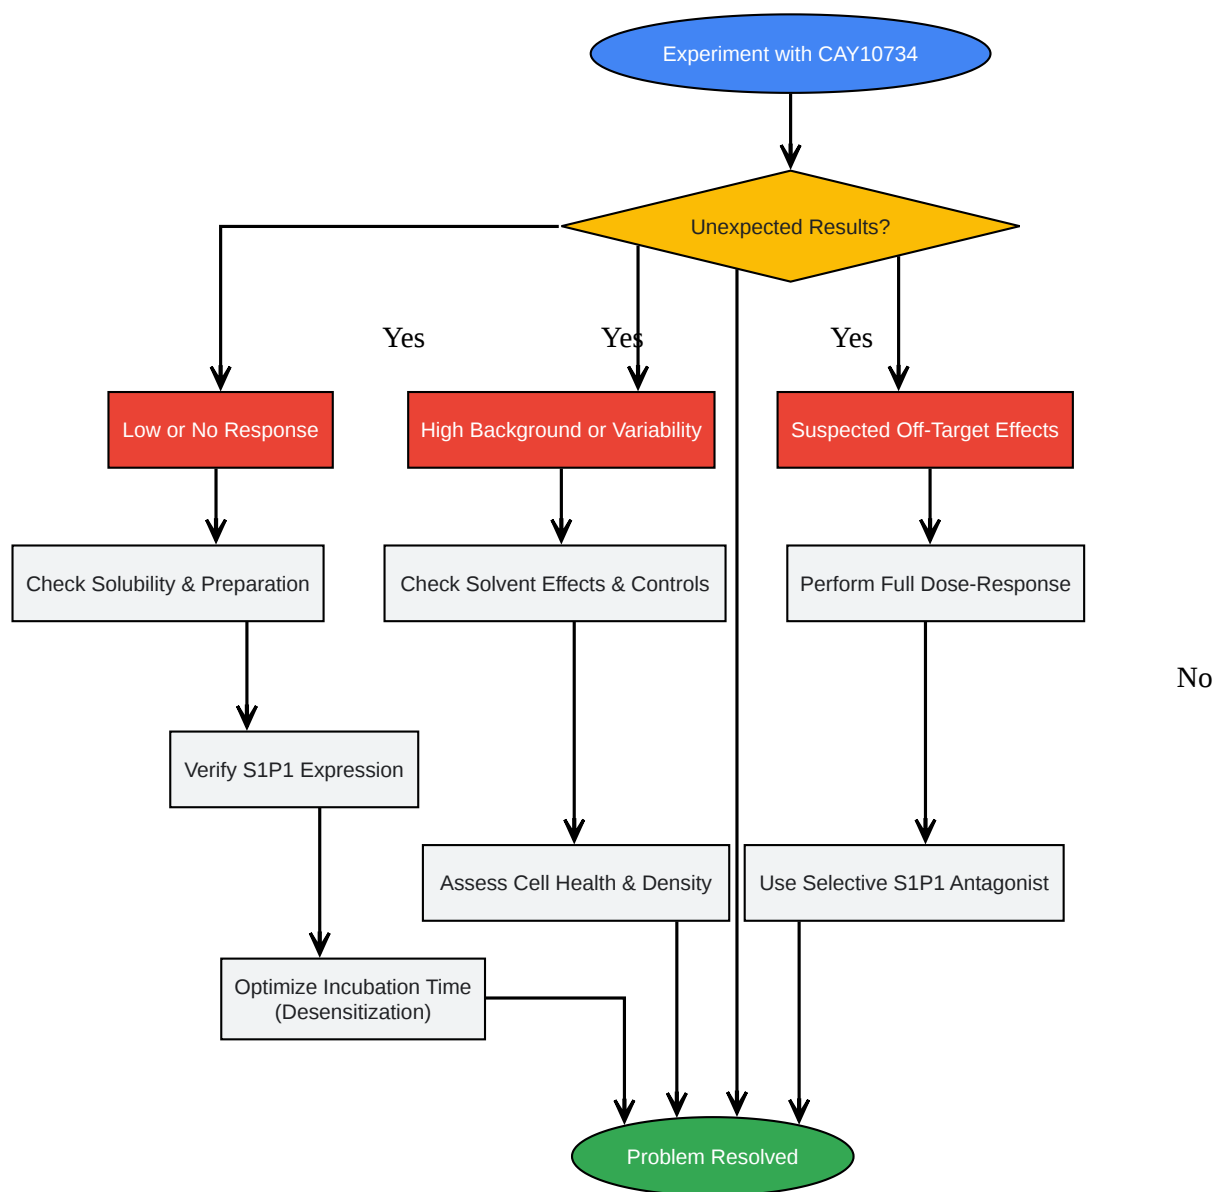 Experiment with CAY10734
Unexpected Results?
Yes
Yes
Yes
Low or No Response
High Background or Variability
Suspected Off-Target Effects
Check Solubility & Preparation
Check Solvent Effects & Controls
Perform Full Dose-Response
No
Verify S1P1 Expression
Assess Cell Health & Density
Use Selective S1P1 Antagonist
Optimize Incubation Time
(Desensitization)
Problem Resolved